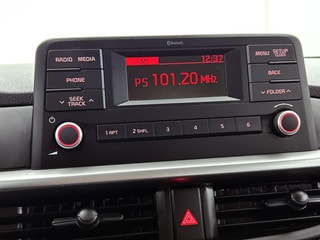 Bluetooth
RADIO MEDIA
PHONE
SEEK
TRACK
12:37
P5 101.20 MHz
MENU SETUP
BACK
FOLDER
1 RPT 2 SHFL 3 4 5 6